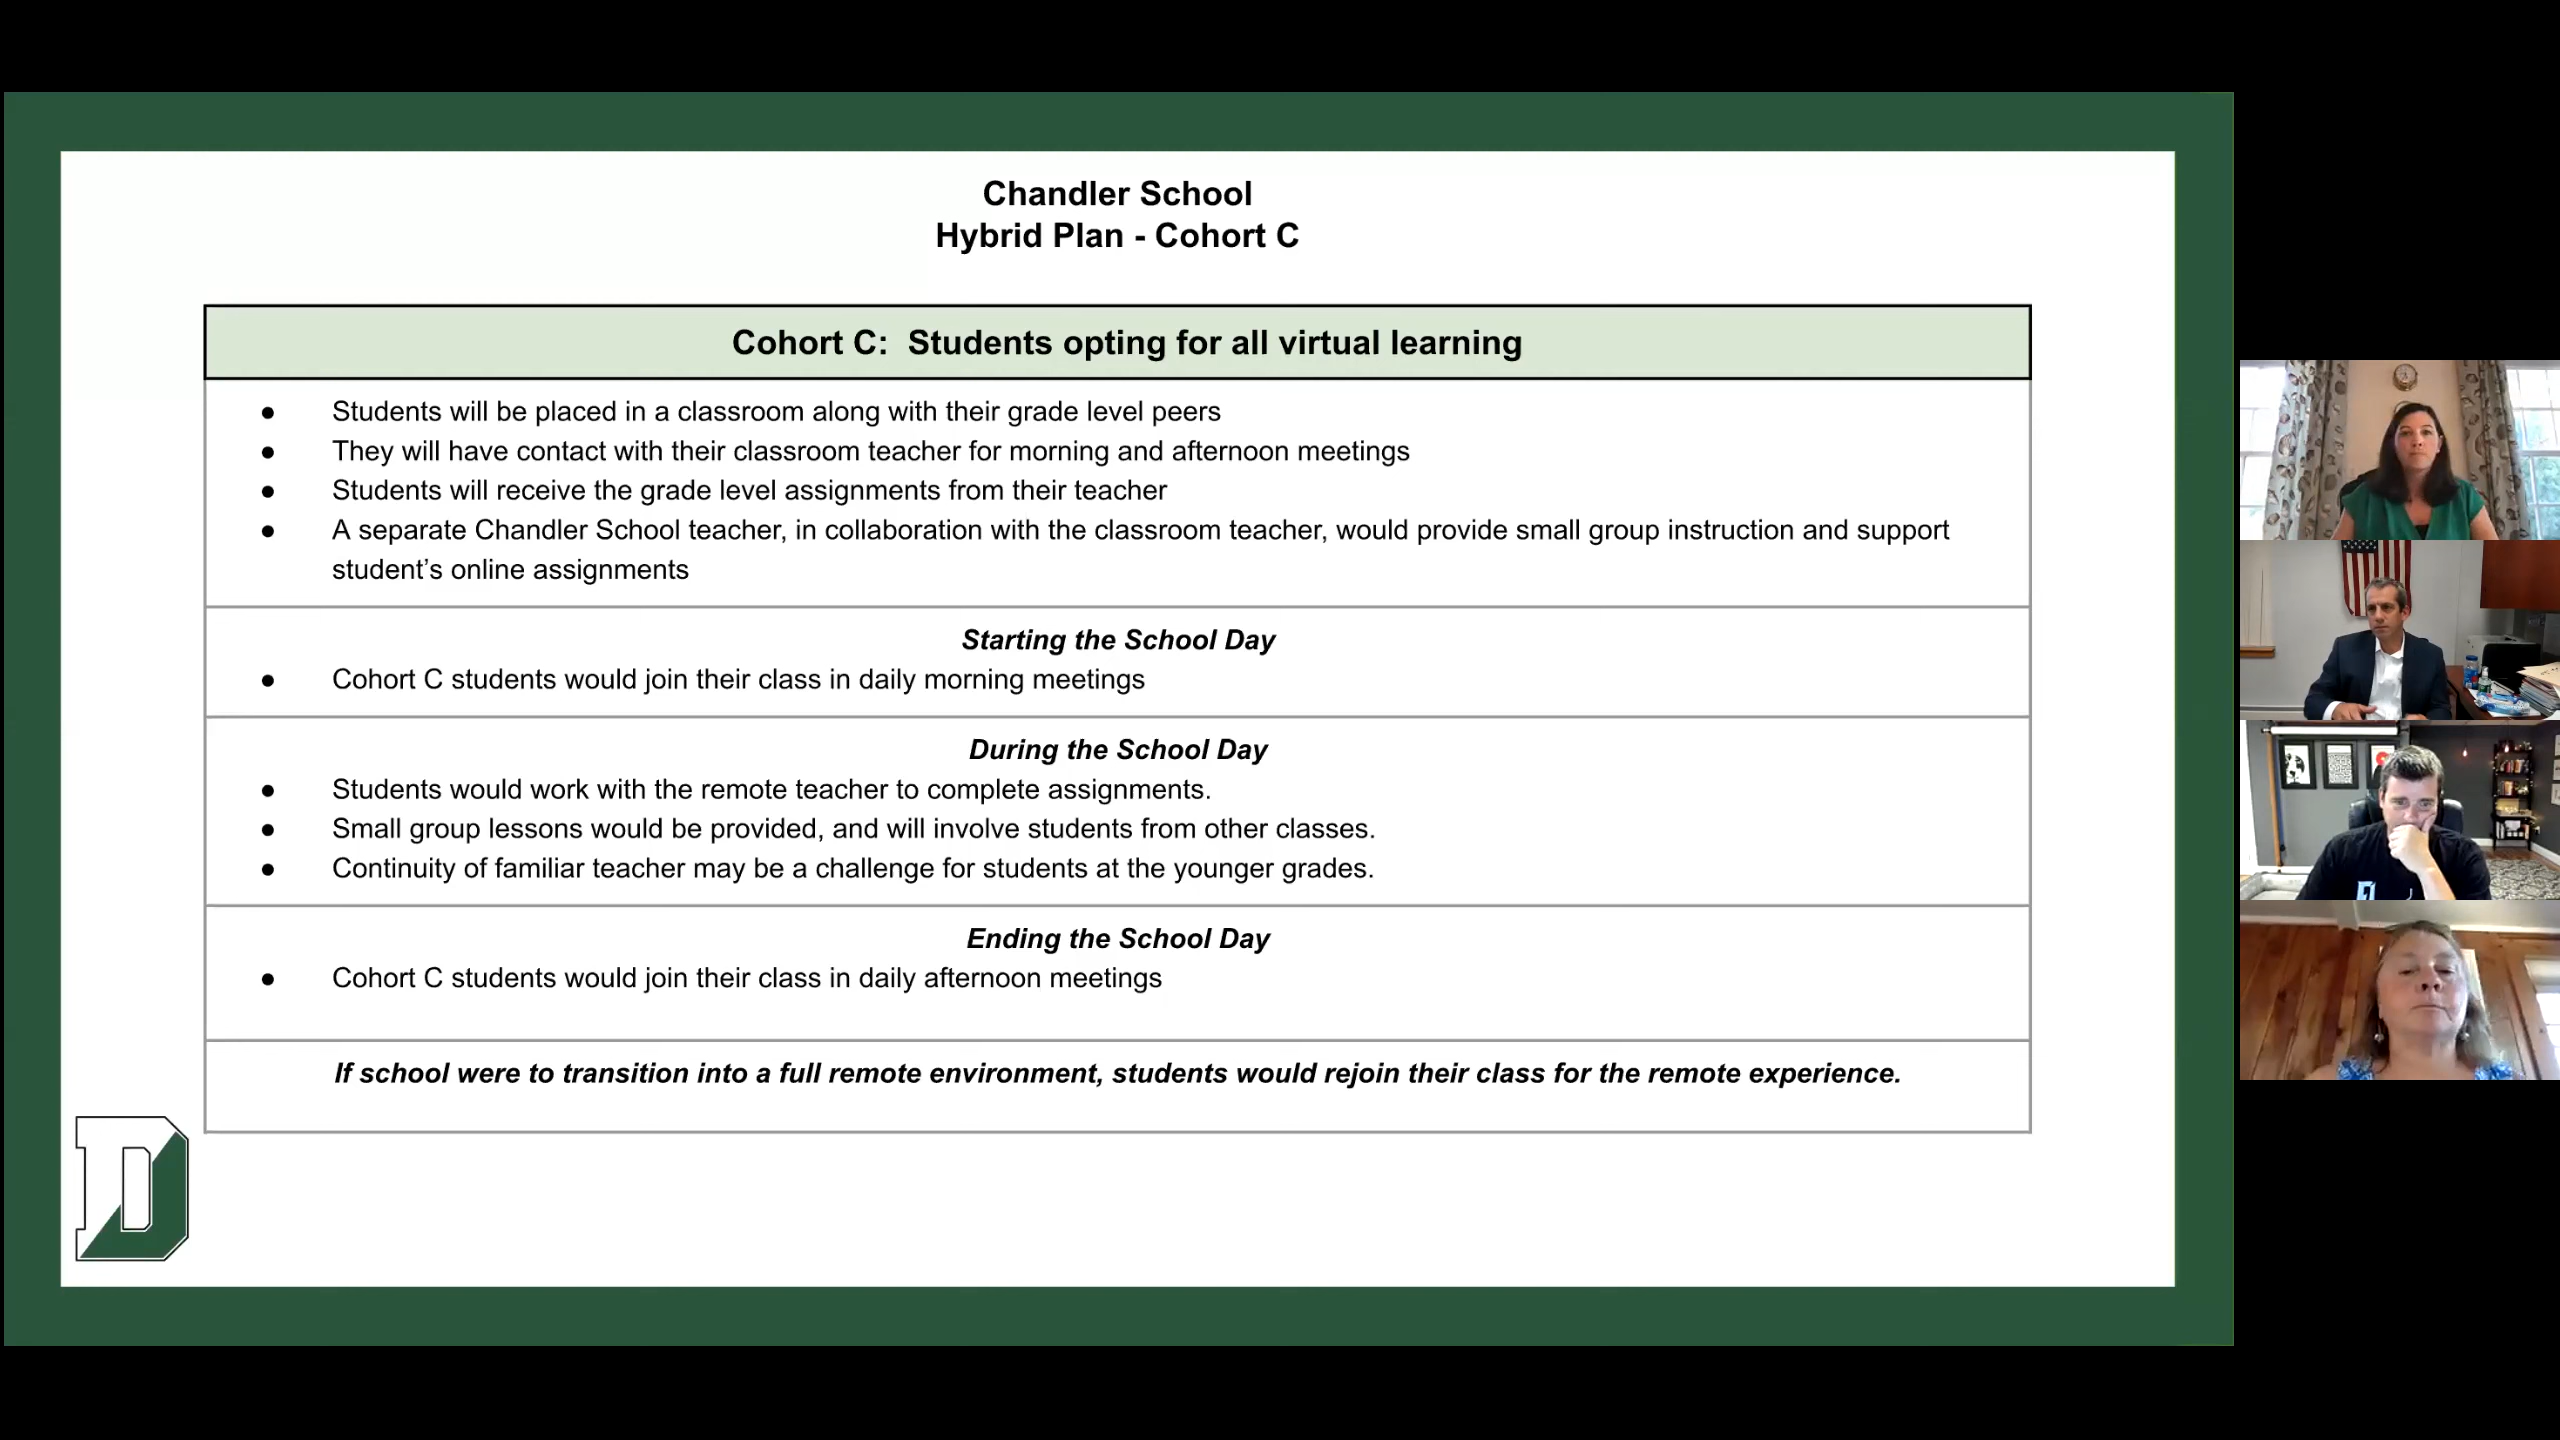 Chandler School
Hybrid Plan - Cohort C
Cohort C:  Students opting for all virtual learning
● Students will be placed in a classroom along with their grade level peers
● They will have contact with their classroom teacher for morning and afternoon meetings
● Students will receive the grade level assignments from their teacher
● A separate Chandler School teacher, in collaboration with the classroom teacher, would provide small group instruction and support
student’s online assignments
Starting the School Day
● Cohort C students would join their class in daily morning meetings
During the School Day
● Students would work with the remote teacher to complete assignments.
● Small group lessons would be provided, and will involve students from other classes.
● Continuity of familiar teacher may be a challenge for students at the younger grades.
Ending the School Day
● Cohort C students would join their class in daily afternoon meetings
If school were to transition into a full remote environment, students would rejoin their class for the remote experience.
D